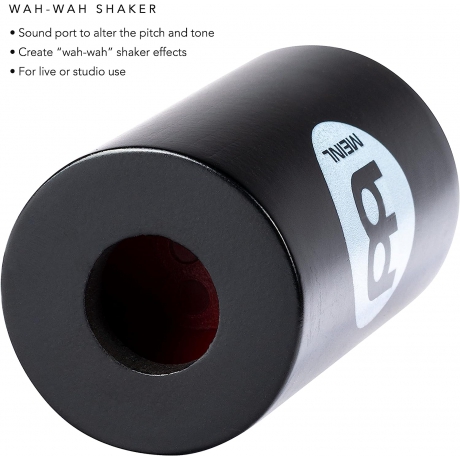 WAH-WAH SHAKER
• Sound port to alter the pitch and tone
• Create "wah-wah" shaker effects
• For live or studio use
MEINL